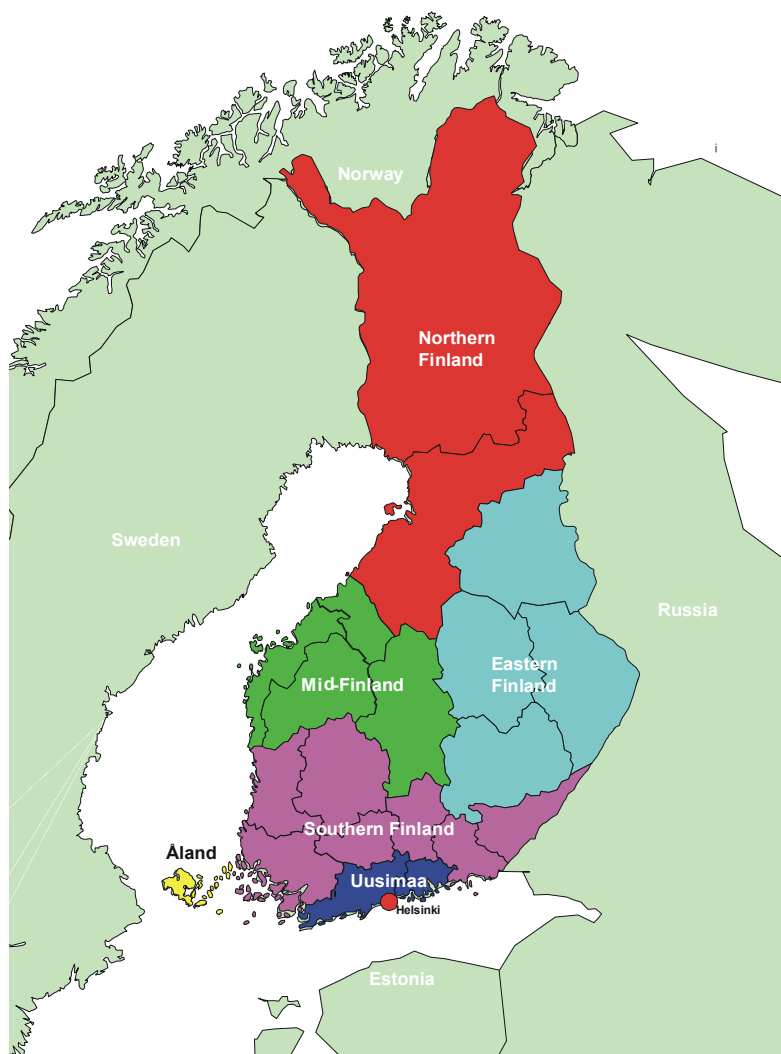 i
Norway
Northern
Finland
Sweden
Russia
Eastern
Finland
Mid-Finland
Southern Finland
Åland
Uusimaa
Helsinki
Estonia